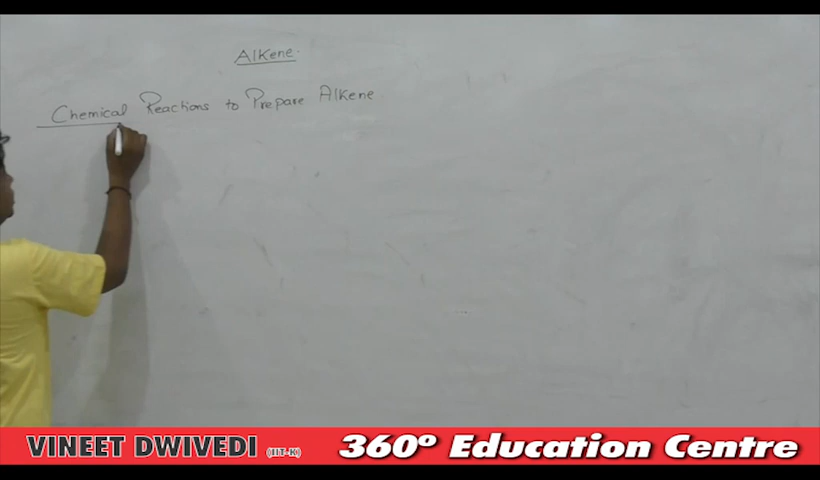 Alkene.
Chemical Reactions to Prepare Alkene
VINEET DWIVEDI (IIT-K) 360° Education Centre